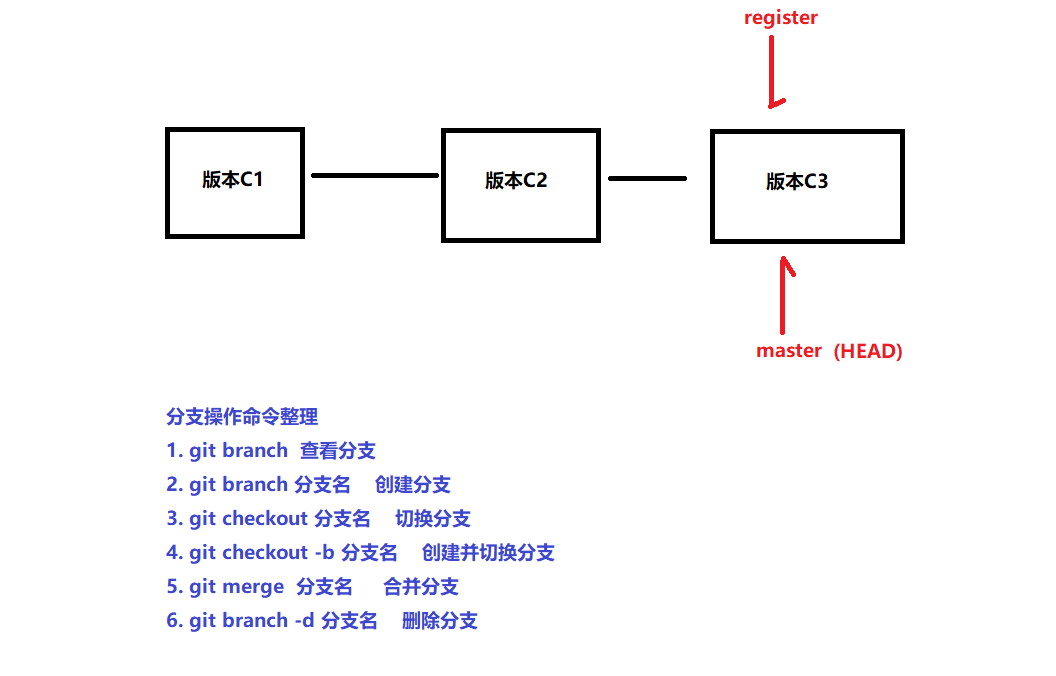 register
版本C1
版本C2
版本C3
master (HEAD)
分支操作命令整理
1. git branch 查看分支
2. git branch 分支名 创建分支
3. git checkout 分支名 切换分支
4. git checkout -b 分支名 创建并切换分支
5. git merge 分支名 合并分支
6. git branch -d 分支名 删除分支